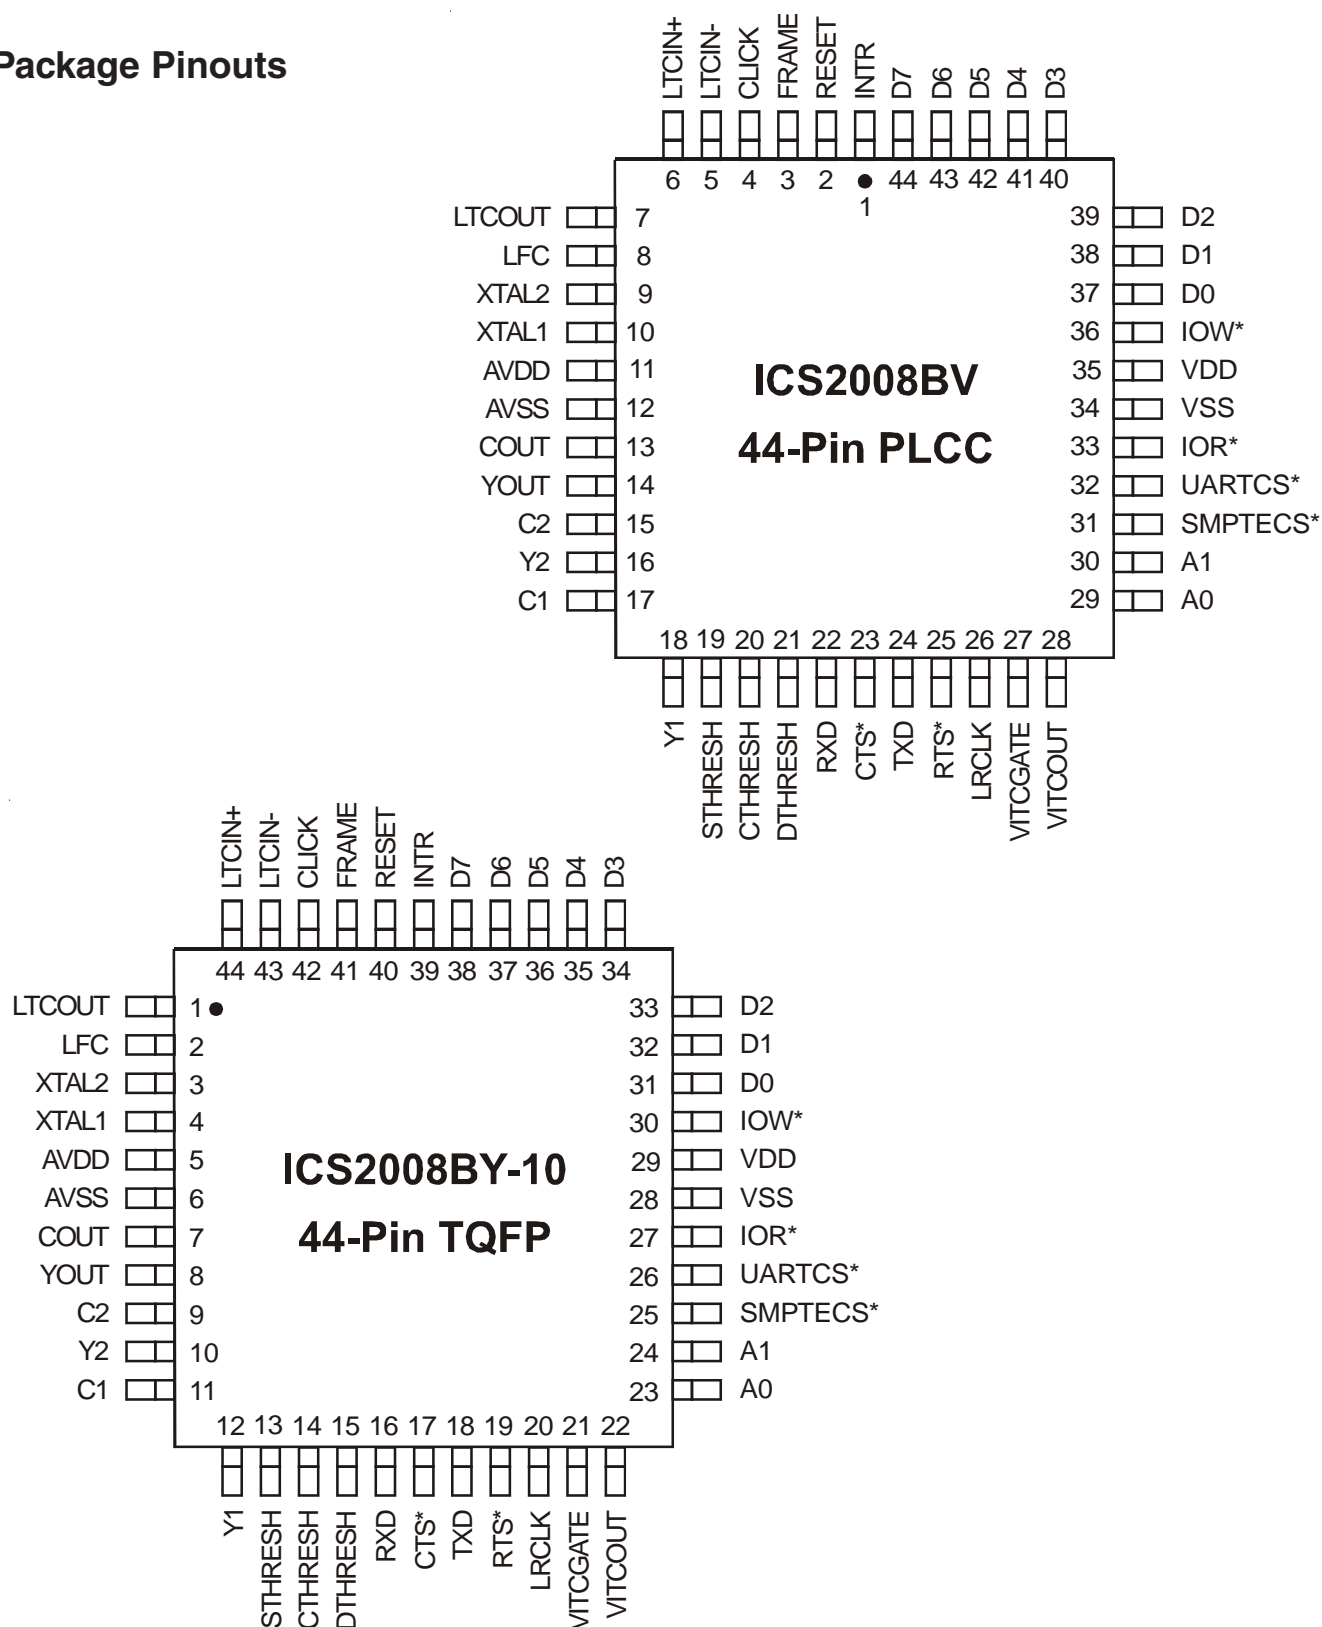 Package Pinouts
LTCIN+ LTCIN- CLICK FRAME RESET INTR D7 D6 D5 D4 D3
6 5 4 3 2 1 44 43 42 41 40
LTCOUT 7 39 D2
LFC 8 38 D1
XTAL2 9 37 D0
XTAL1 10 36 IOW*
AVDD 11 35 VDD
AVSS 12 34 VSS
COUT 13 33 IOR*
YOUT 14 32 UARTCS*
C2 15 31 SMPTECS*
Y2 16 30 A1
C1 17 29 A0
ICS2008BV
44-Pin PLCC
18 19 20 21 22 23 24 25 26 27 28
Y1 STHRESH CTHRESH DTHRESH RXD CTS* TXD RTS* LRCLK VITCGATE VITCOUT
LTCIN+ LTCIN- CLICK FRAME RESET INTR D7 D6 D5 D4 D3
44 43 42 41 40 39 38 37 36 35 34
LTCOUT 1 33 D2
LFC 2 32 D1
XTAL2 3 31 D0
XTAL1 4 30 IOW*
AVDD 5 29 VDD
AVSS 6 28 VSS
COUT 7 27 IOR*
YOUT 8 26 UARTCS*
C2 9 25 SMPTECS*
Y2 10 24 A1
C1 11 23 A0
ICS2008BY-10
44-Pin TQFP
12 13 14 15 16 17 18 19 20 21 22
Y1 STHRESH CTHRESH DTHRESH RXD CTS* TXD RTS* LRCLK VITCGATE VITCOUT